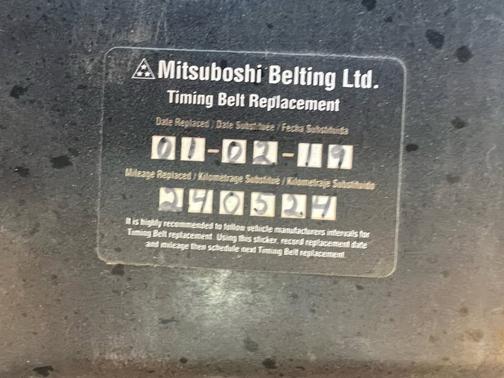 Mitsuboshi Belting Ltd.
Timing Belt Replacement
Date Replaced / Date Substituée / Fecha Substituida
01-02-19
Mileage Replaced / Kilométrage Substitué / Kilometraje Substituido
240524
It is highly recommended to follow vehicle manufacturers intervals for
Timing Belt replacement. Using this sticker, record replacement date
and mileage then schedule next Timing Belt replacement.